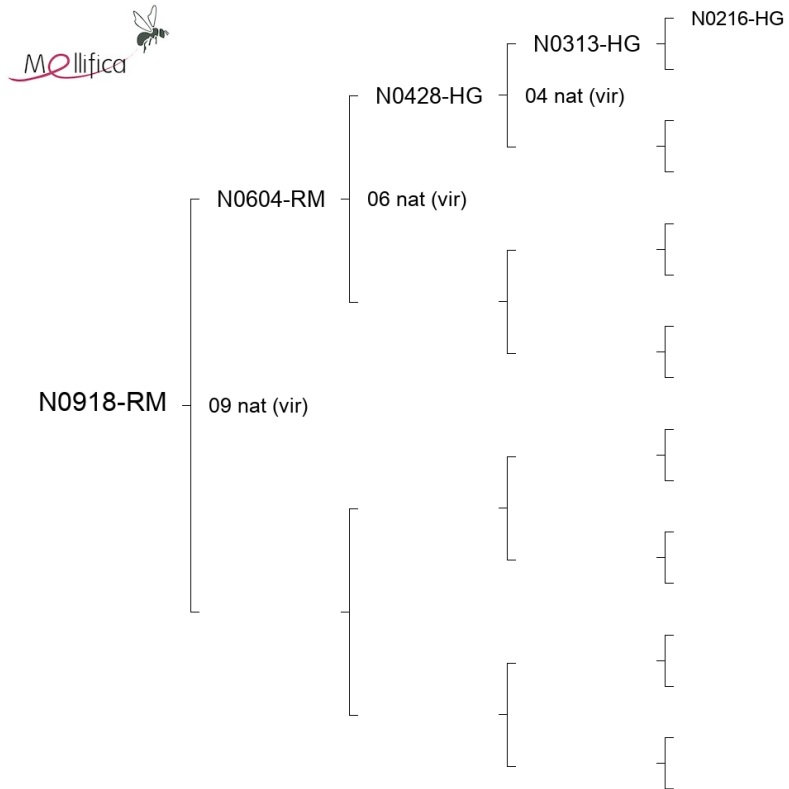 Mellifica
N0216-HG
N0313-HG
N0428-HG
04 nat (vir)
N0604-RM
06 nat (vir)
N0918-RM
09 nat (vir)